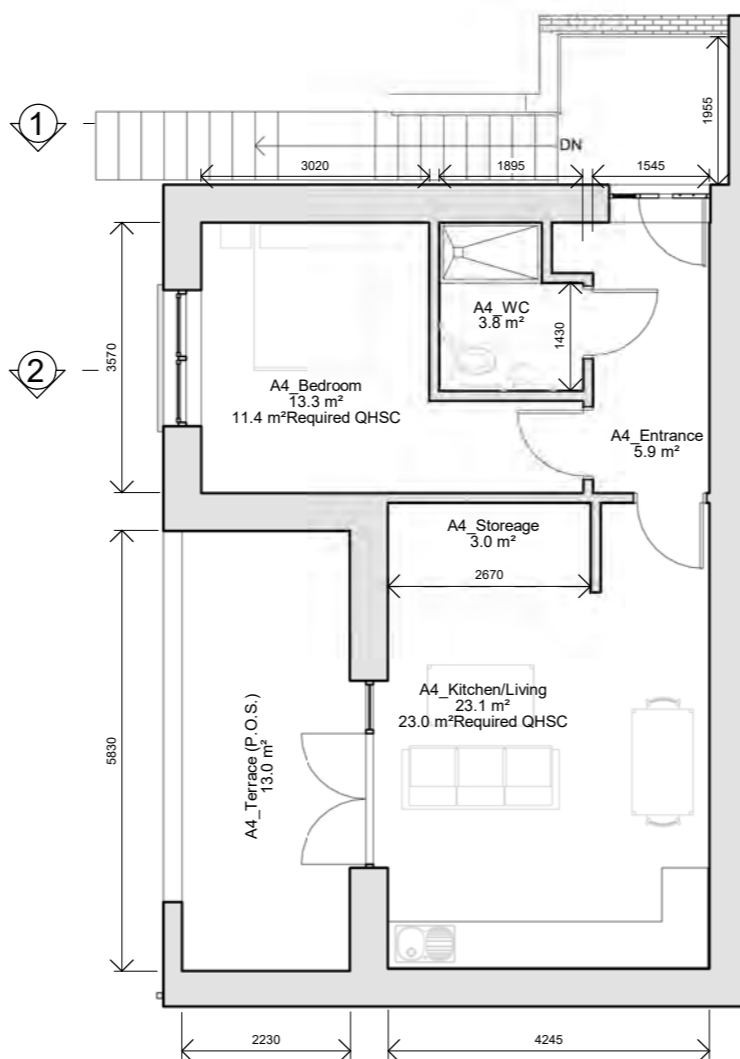 1
DN
1955
3020
1895
1545
A4_WC
3.8 m²
1430
2
3570
A4_Bedroom
13.3 m²
11.4 m²Required QHSC
A4_Entrance
5.9 m²
A4_Storeage
3.0 m²
2670
A4_Kitchen/Living
23.1 m²
23.0 m²Required QHSC
5830
A4_Terrace (P.O.S.)
13.0 m²
2230
4245